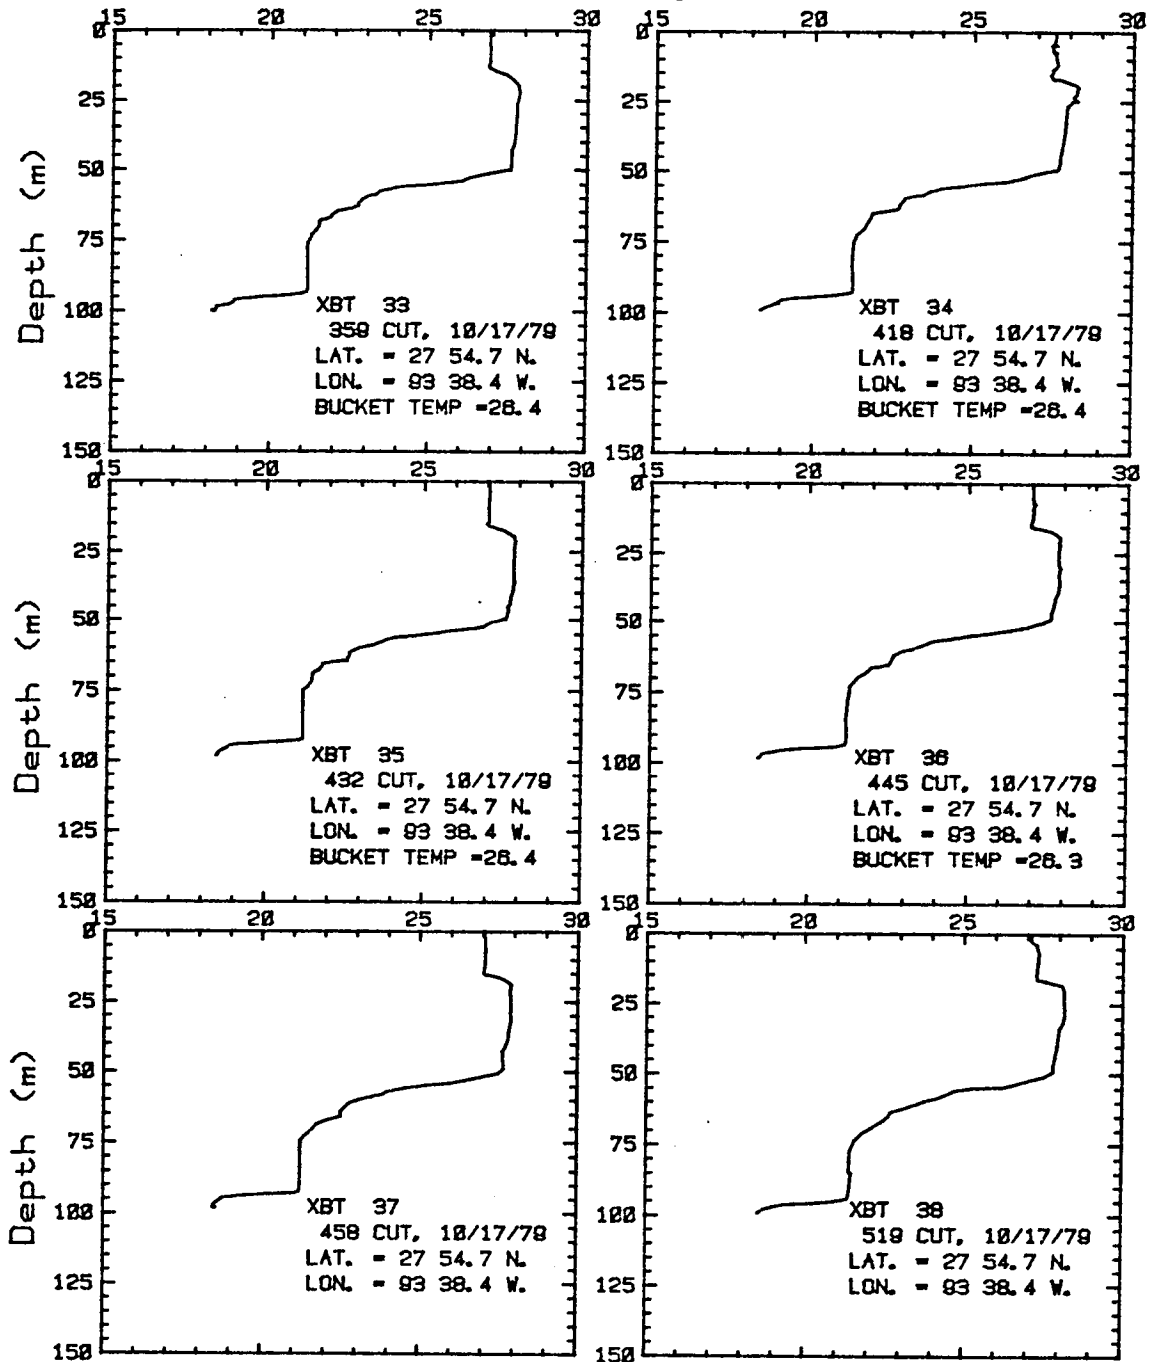 15 20 25 30
0
25
50
75
100
125
150
Depth (m)
XBT 33
359 CUT, 10/17/79
LAT. = 27 54.7 N.
LON. = 93 38.4 W.
BUCKET TEMP =26.4
15 20 25 30
0
25
50
75
100
125
150
XBT 34
418 CUT, 10/17/79
LAT. = 27 54.7 N.
LON. = 93 38.4 W.
BUCKET TEMP =26.4
15 20 25 30
0
25
50
75
100
125
150
Depth (m)
XBT 35
432 CUT, 10/17/79
LAT. = 27 54.7 N.
LON. = 93 38.4 W.
BUCKET TEMP =26.4
15 20 25 30
0
25
50
75
100
125
150
XBT 36
445 CUT, 10/17/79
LAT. = 27 54.7 N.
LON. = 93 38.4 W.
BUCKET TEMP =26.3
15 20 25 30
0
25
50
75
100
125
150
Depth (m)
XBT 37
458 CUT, 10/17/79
LAT. = 27 54.7 N.
LON. = 93 38.4 W.
15 20 25 30
0
25
50
75
100
125
150
XBT 38
519 CUT, 10/17/79
LAT. = 27 54.7 N.
LON. = 93 38.4 W.